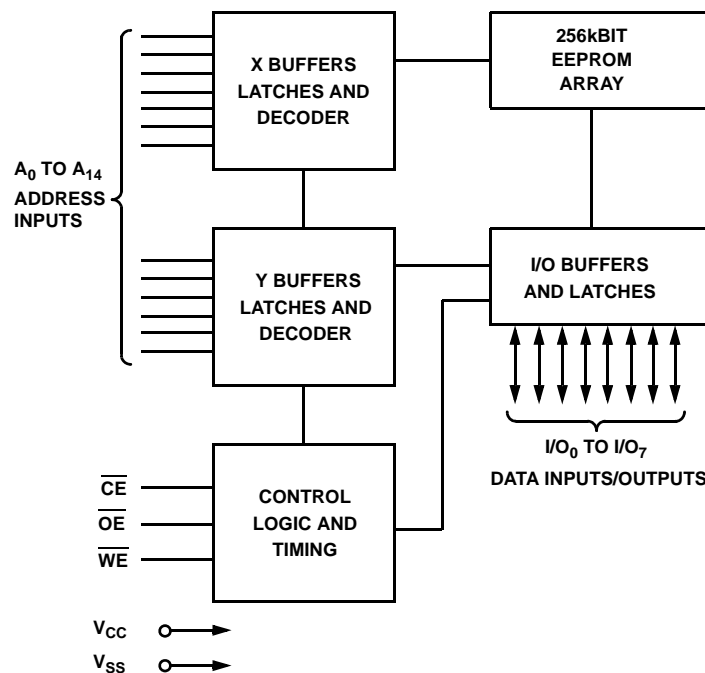 X BUFFERS
LATCHES AND
DECODER
256kBIT
EEPROM
ARRAY
A0 TO A14
ADDRESS
INPUTS
Y BUFFERS
LATCHES AND
DECODER
I/O BUFFERS
AND LATCHES
I/O0 TO I/O7
DATA INPUTS/OUTPUTS
CE
OE
WE
CONTROL
LOGIC AND
TIMING
VCC
VSS